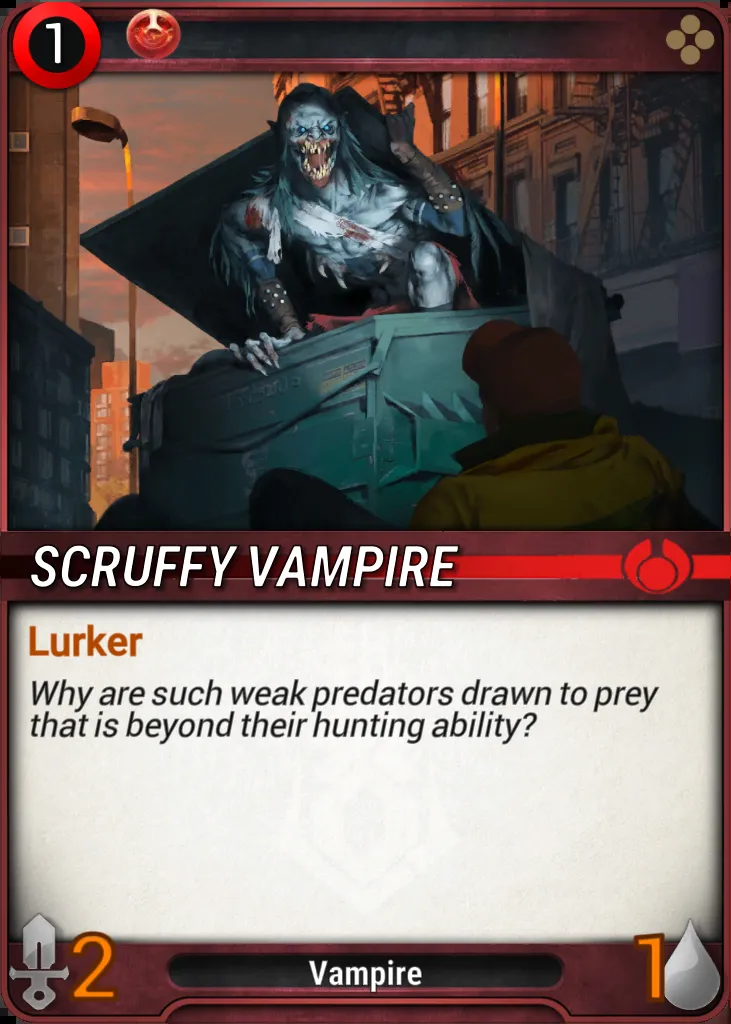 1
SCRUFFY VAMPIRE
Lurker
Why are such weak predators drawn to prey
that is beyond their hunting ability?
2
Vampire
1